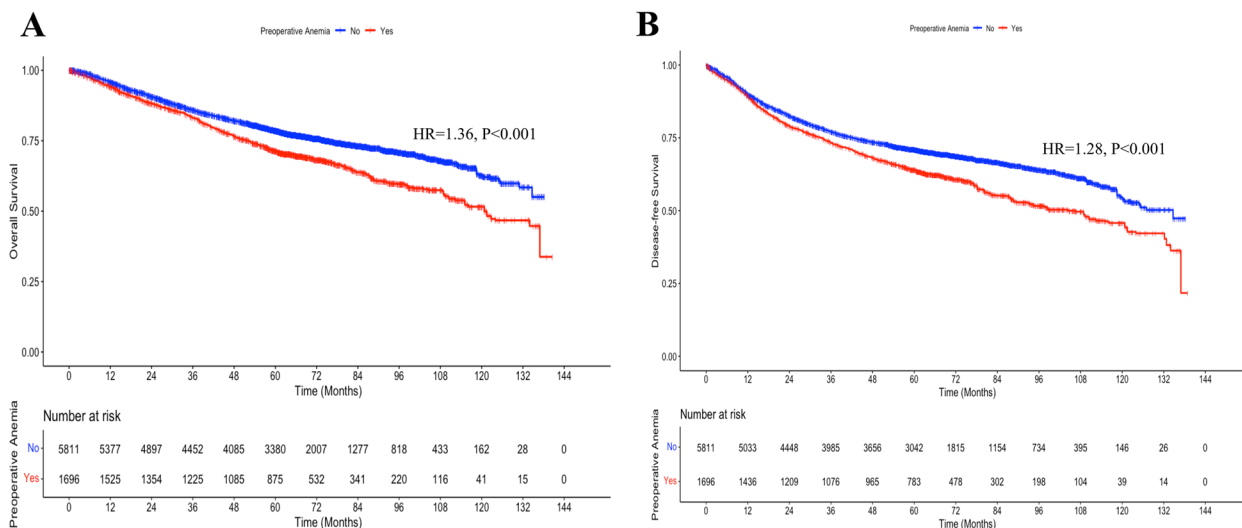 A
Preoperative Anemia No Yes
1.00
0.75
0.50
0.25
0.00
Overall Survival
HR=1.36, P<0.001
0 12 24 36 48 60 72 84 96 108 120 132 144
Time (Months)
Number at risk
Preoperative Anemia
No 5811 5377 4897 4452 4085 3380 2007 1277 818 433 162 28 0
Yes 1696 1525 1354 1225 1085 875 532 341 220 116 41 15 0
0 12 24 36 48 60 72 84 96 108 120 132 144
Time (Months)
B
Preoperative Anemia No Yes
1.00
0.75
0.50
0.25
0.00
Disease-free Survival
HR=1.28, P<0.001
0 12 24 36 48 60 72 84 96 108 120 132 144
Time (Months)
Number at risk
Preoperative Anemia
No 5811 5033 4448 3985 3656 3042 1815 1154 734 395 146 26 0
Yes 1696 1436 1209 1076 965 783 478 302 198 104 39 14 0
0 12 24 36 48 60 72 84 96 108 120 132 144
Time (Months)